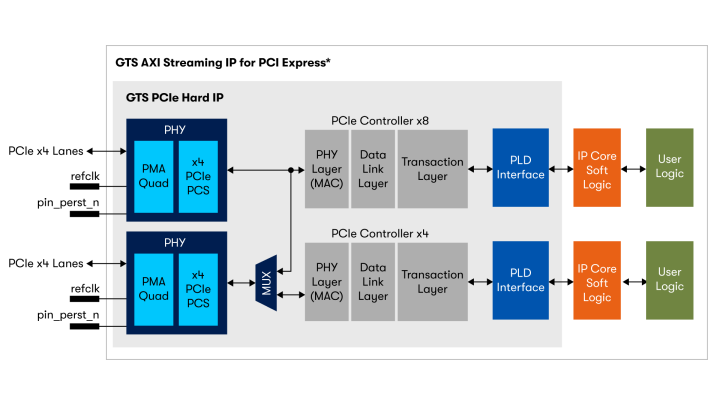 GTS AXI Streaming IP for PCI Express*
GTS PCIe Hard IP
PHY
PCIe Controller x8
PCIe x4 Lanes
refclk
pin_perst_n
PMA
Quad
x4
PCIe
PCS
PHY
Layer
(MAC)
Data
Link
Layer
Transaction
Layer
PLD
Interface
IP Core
Soft
Logic
User
Logic
PHY
PCIe Controller x4
PCIe x4 Lanes
refclk
pin_perst_n
PMA
Quad
x4
PCIe
PCS
MUX
PHY
Layer
(MAC)
Data
Link
Layer
Transaction
Layer
PLD
Interface
IP Core
Soft
Logic
User
Logic